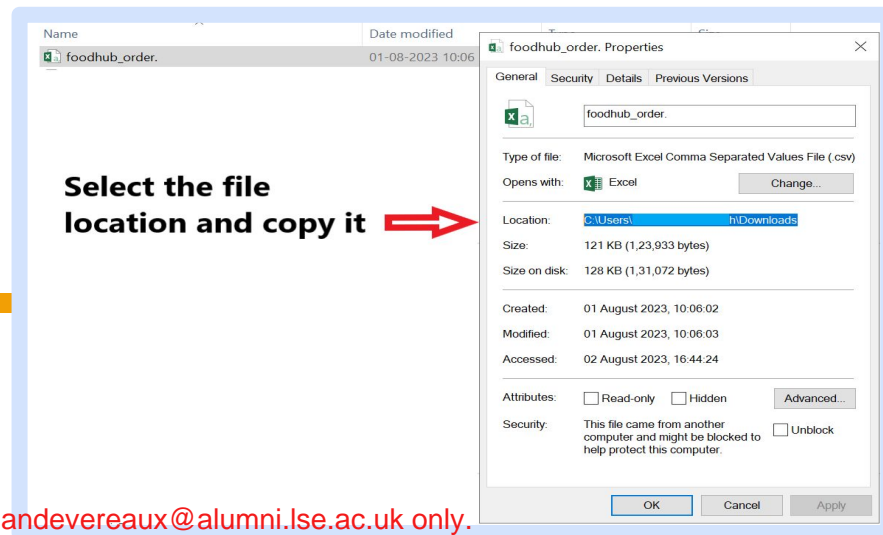 Name Date modified
foodhub_order. 01-08-2023 10:06
Select the file
location and copy it
foodhub_order. Properties
General Security Details Previous Versions
foodhub_order.
Type of file: Microsoft Excel Comma Separated Values File (.csv)
Opens with: Excel Change...
Location: C:\Users\ h\Downloads
Size: 121 KB (1,23,933 bytes)
Size on disk: 128 KB (1,31,072 bytes)
Created: 01 August 2023, 10:06:02
Modified: 01 August 2023, 10:06:03
Accessed: 02 August 2023, 16:44:24
Attributes: Read-only Hidden Advanced...
Security: This file came from another
computer and might be blocked to
help protect this computer.
Unblock
OK Cancel Apply
andevereaux@alumni.lse.ac.uk only.